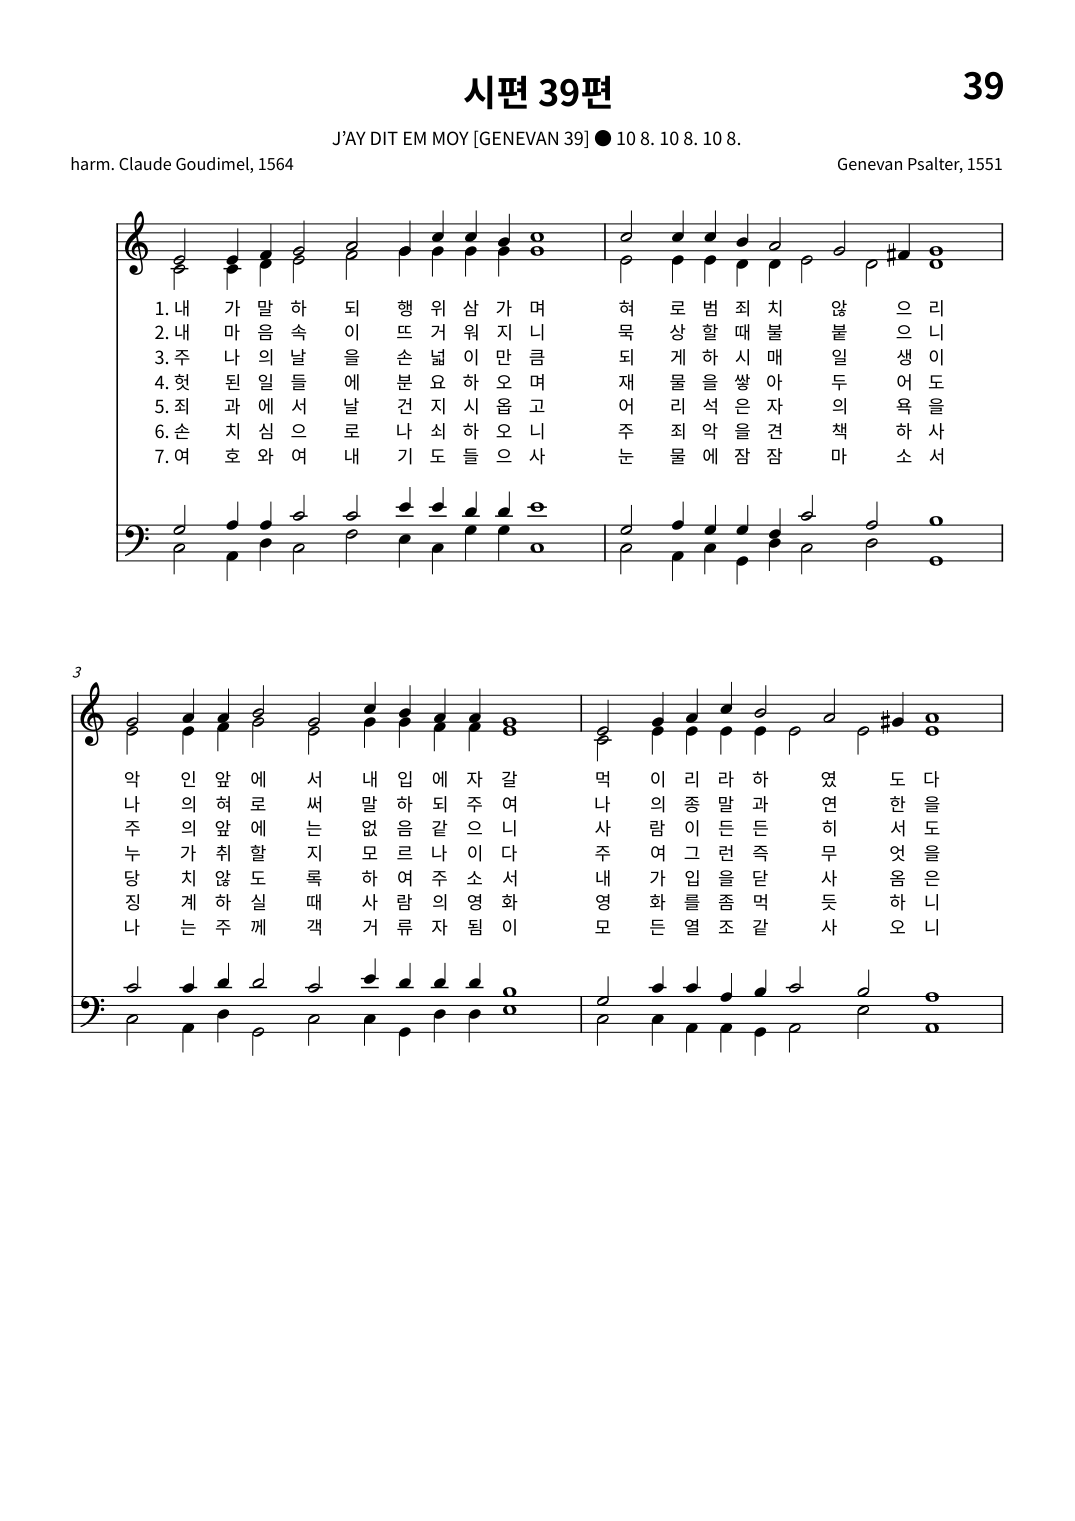 시편 39편
39
J’AY DIT EM MOY [GENEVAN 39] ● 10 8. 10 8. 10 8.
harm. Claude Goudimel, 1564
Genevan Psalter, 1551
1. 내 가 말 하 되 행 위 삼 가 며 혀 로 범 죄 치 않 으 리
2. 내 마 음 속 이 뜨 거 워 지 니 묵 상 할 때 불 붙 으 니
3. 주 나 의 날 을 손 넓 이 만 큼 되 게 하 시 매 일 생 이
4. 헛 된 일 들 에 분 요 하 오 며 재 물 을 쌓 아 두 어 도
5. 죄 과 에 서 날 건 지 시 옵 고 어 리 석 은 자 의 욕 을
6. 손 치 심 으 로 나 쇠 하 오 니 주 죄 악 을 견 책 하 사
7. 여 호 와 여 내 기 도 들 으 사 눈 물 에 잠 잠 마 소 서
3
악 인 앞 에 서 내 입 에 자 갈 먹 이 리 라 하 였 도 다
나 의 혀 로 써 말 하 되 주 여 나 의 종 말 과 연 한 을
주 의 앞 에 는 없 음 같 으 니 사 람 이 든 든 히 서 도
누 가 취 할 지 모 르 나 이 다 주 여 그 런 즉 무 엇 을
당 치 않 도 록 하 여 주 소 서 내 가 입 을 닫 사 옴 은
징 계 하 실 때 사 람 의 영 화 영 화 를 좀 먹 듯 하 니
나 는 주 께 객 거 류 자 됨 이 모 든 열 조 같 사 오 니